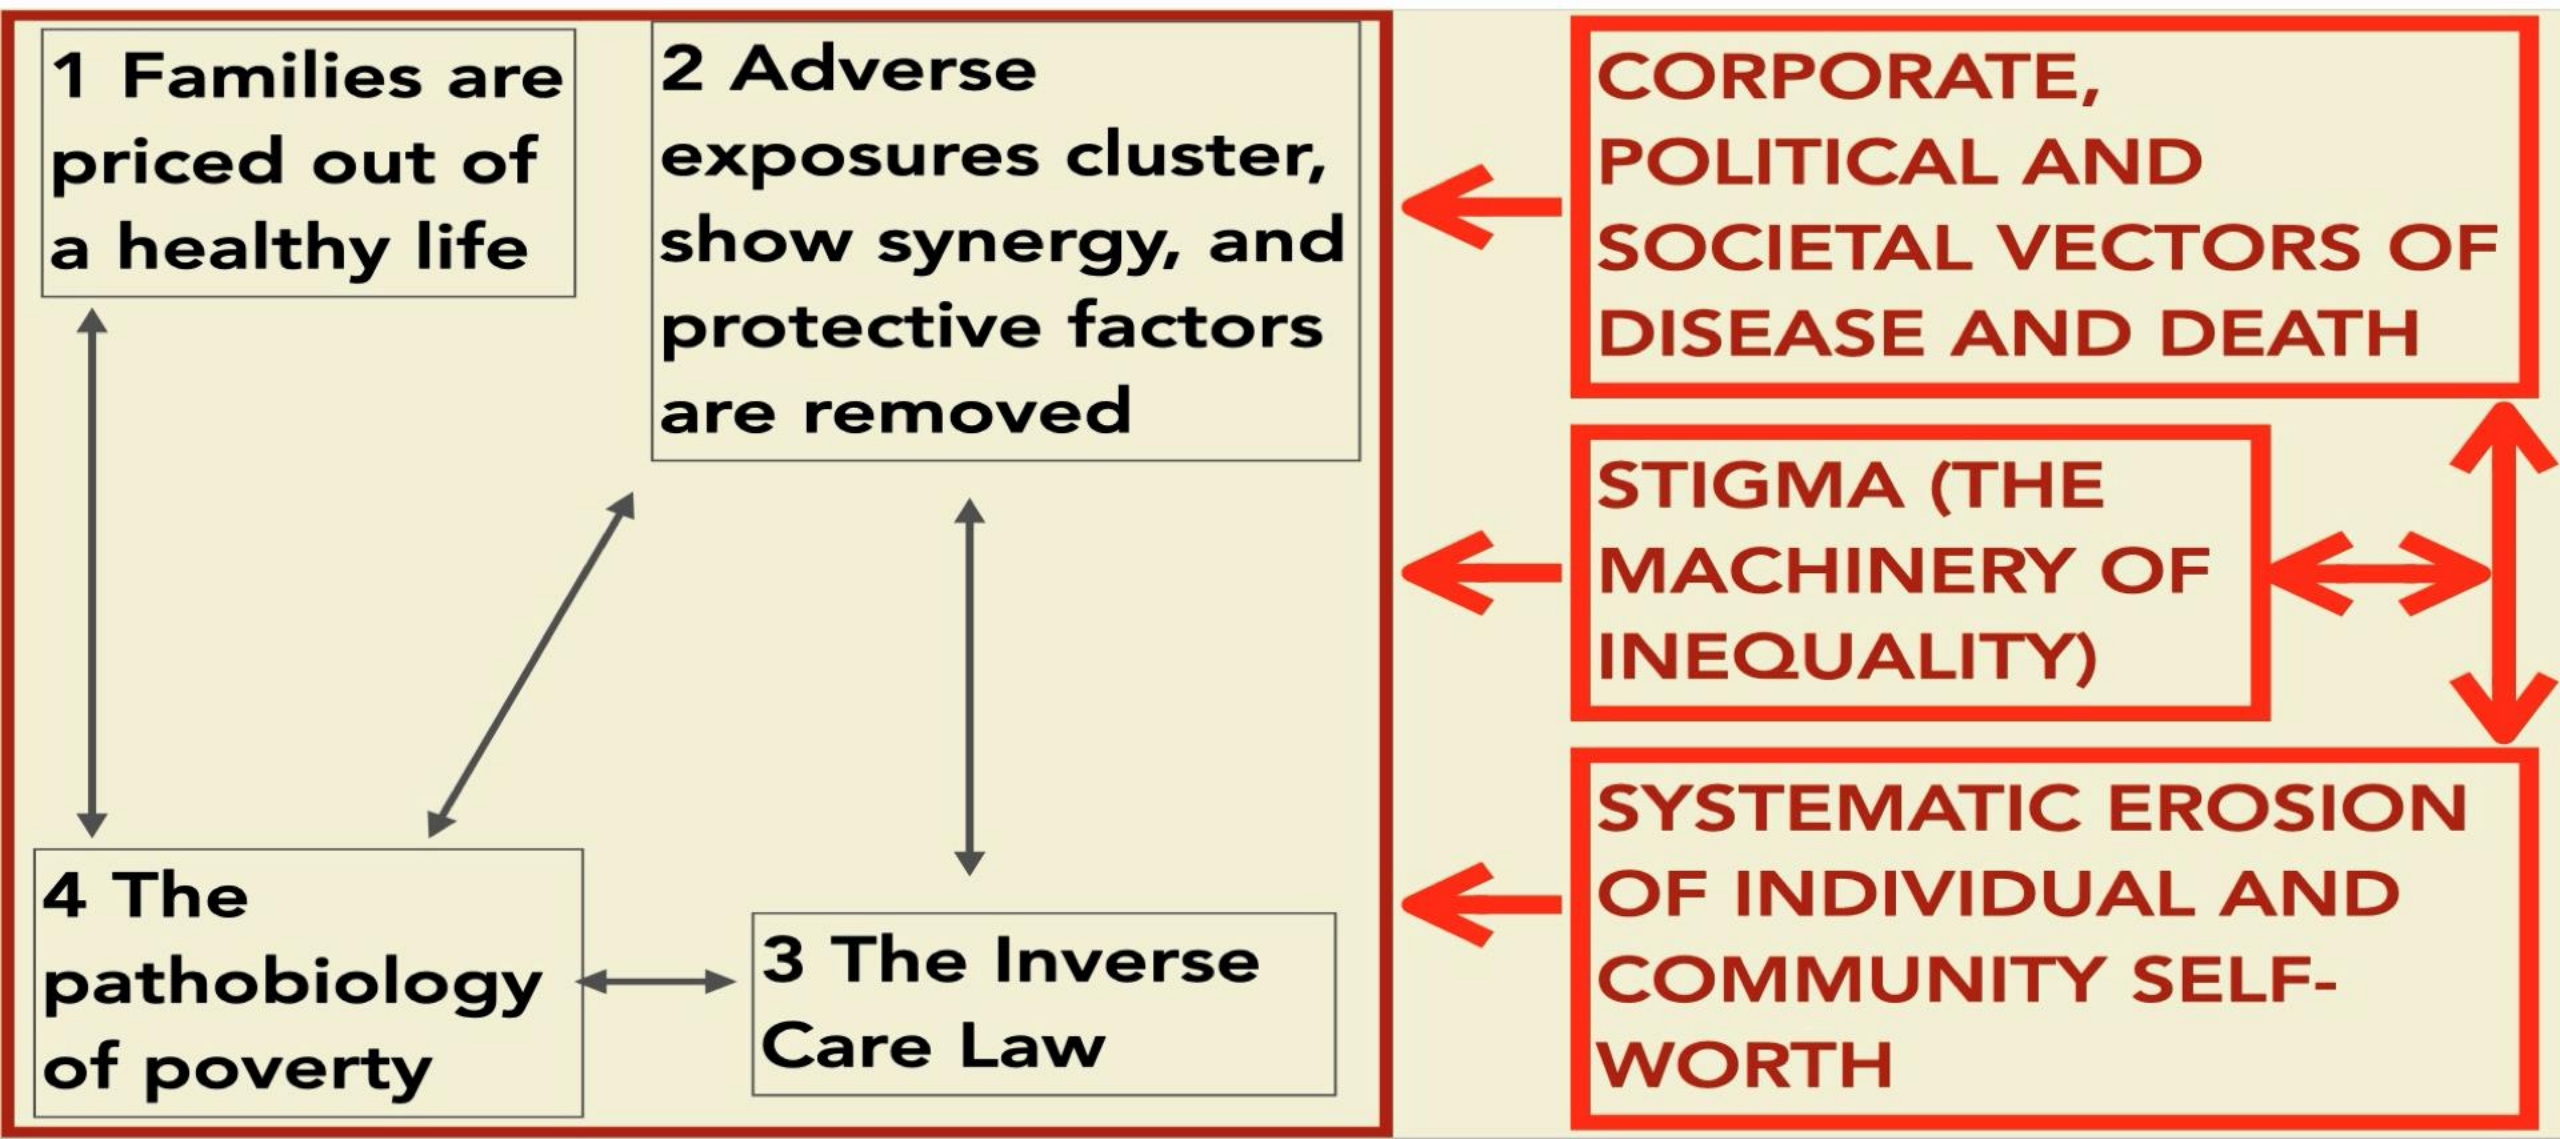 1 Families are
priced out of
a healthy life
2 Adverse
exposures cluster,
show synergy, and
protective factors
are removed
4 The
pathobiology
of poverty
3 The Inverse
Care Law
CORPORATE,
POLITICAL AND
SOCIETAL VECTORS OF
DISEASE AND DEATH
STIGMA (THE
MACHINERY OF
INEQUALITY)
SYSTEMATIC EROSION
OF INDIVIDUAL AND
COMMUNITY SELF-
WORTH